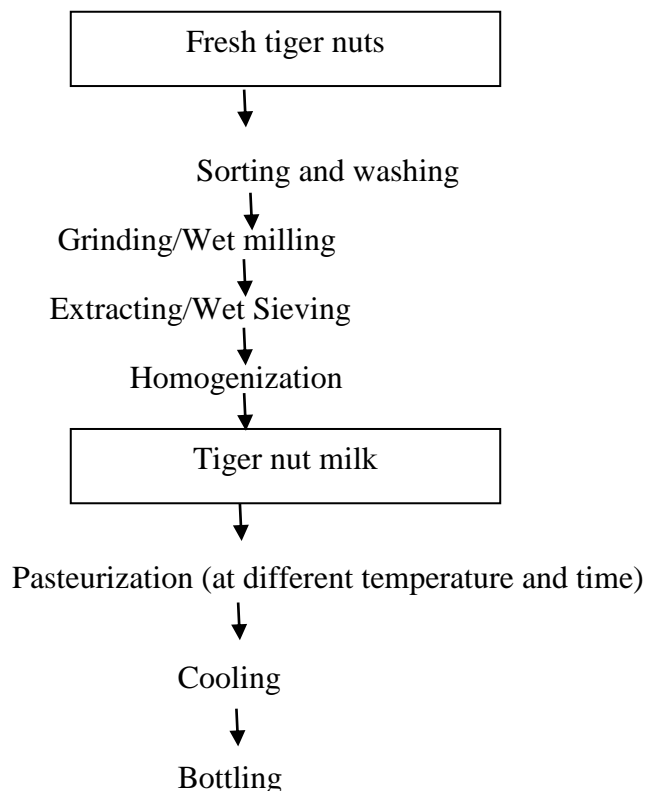 Fresh tiger nuts
Sorting and washing
Grinding/Wet milling
Extracting/Wet Sieving
Homogenization
Tiger nut milk
Pasteurization (at different temperature and time)
Cooling
Bottling